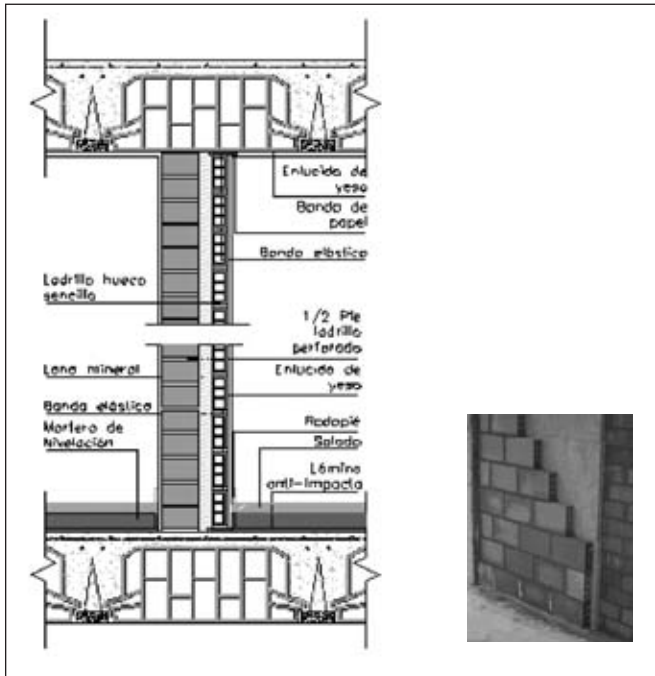 Enlucido de
yeso
Banda de
papel
Banda elástica
Ladrillo hueco
sencillo
1/2 Pie
ladrillo
perforado
Lana mineral
Enlucido de
yeso
Banda elástica
Rodapié
Mortero de
Nivelación
Solado
Lámina
anti-impacto